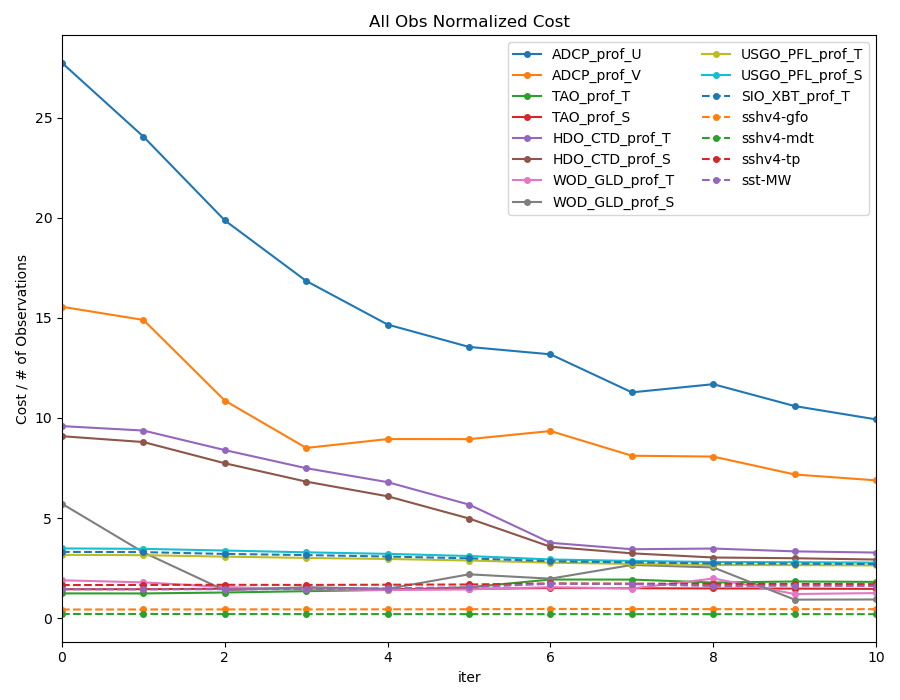 All Obs Normalized Cost
Cost / # of Observations
25
20
15
10
5
0
0
2
4
6
8
10
iter
ADCP_prof_U
ADCP_prof_V
TAO_prof_T
TAO_prof_S
HDO_CTD_prof_T
HDO_CTD_prof_S
WOD_GLD_prof_T
WOD_GLD_prof_S
USGO_PFL_prof_T
USGO_PFL_prof_S
SIO_XBT_prof_T
sshv4-gfo
sshv4-mdt
sshv4-tp
sst-MW